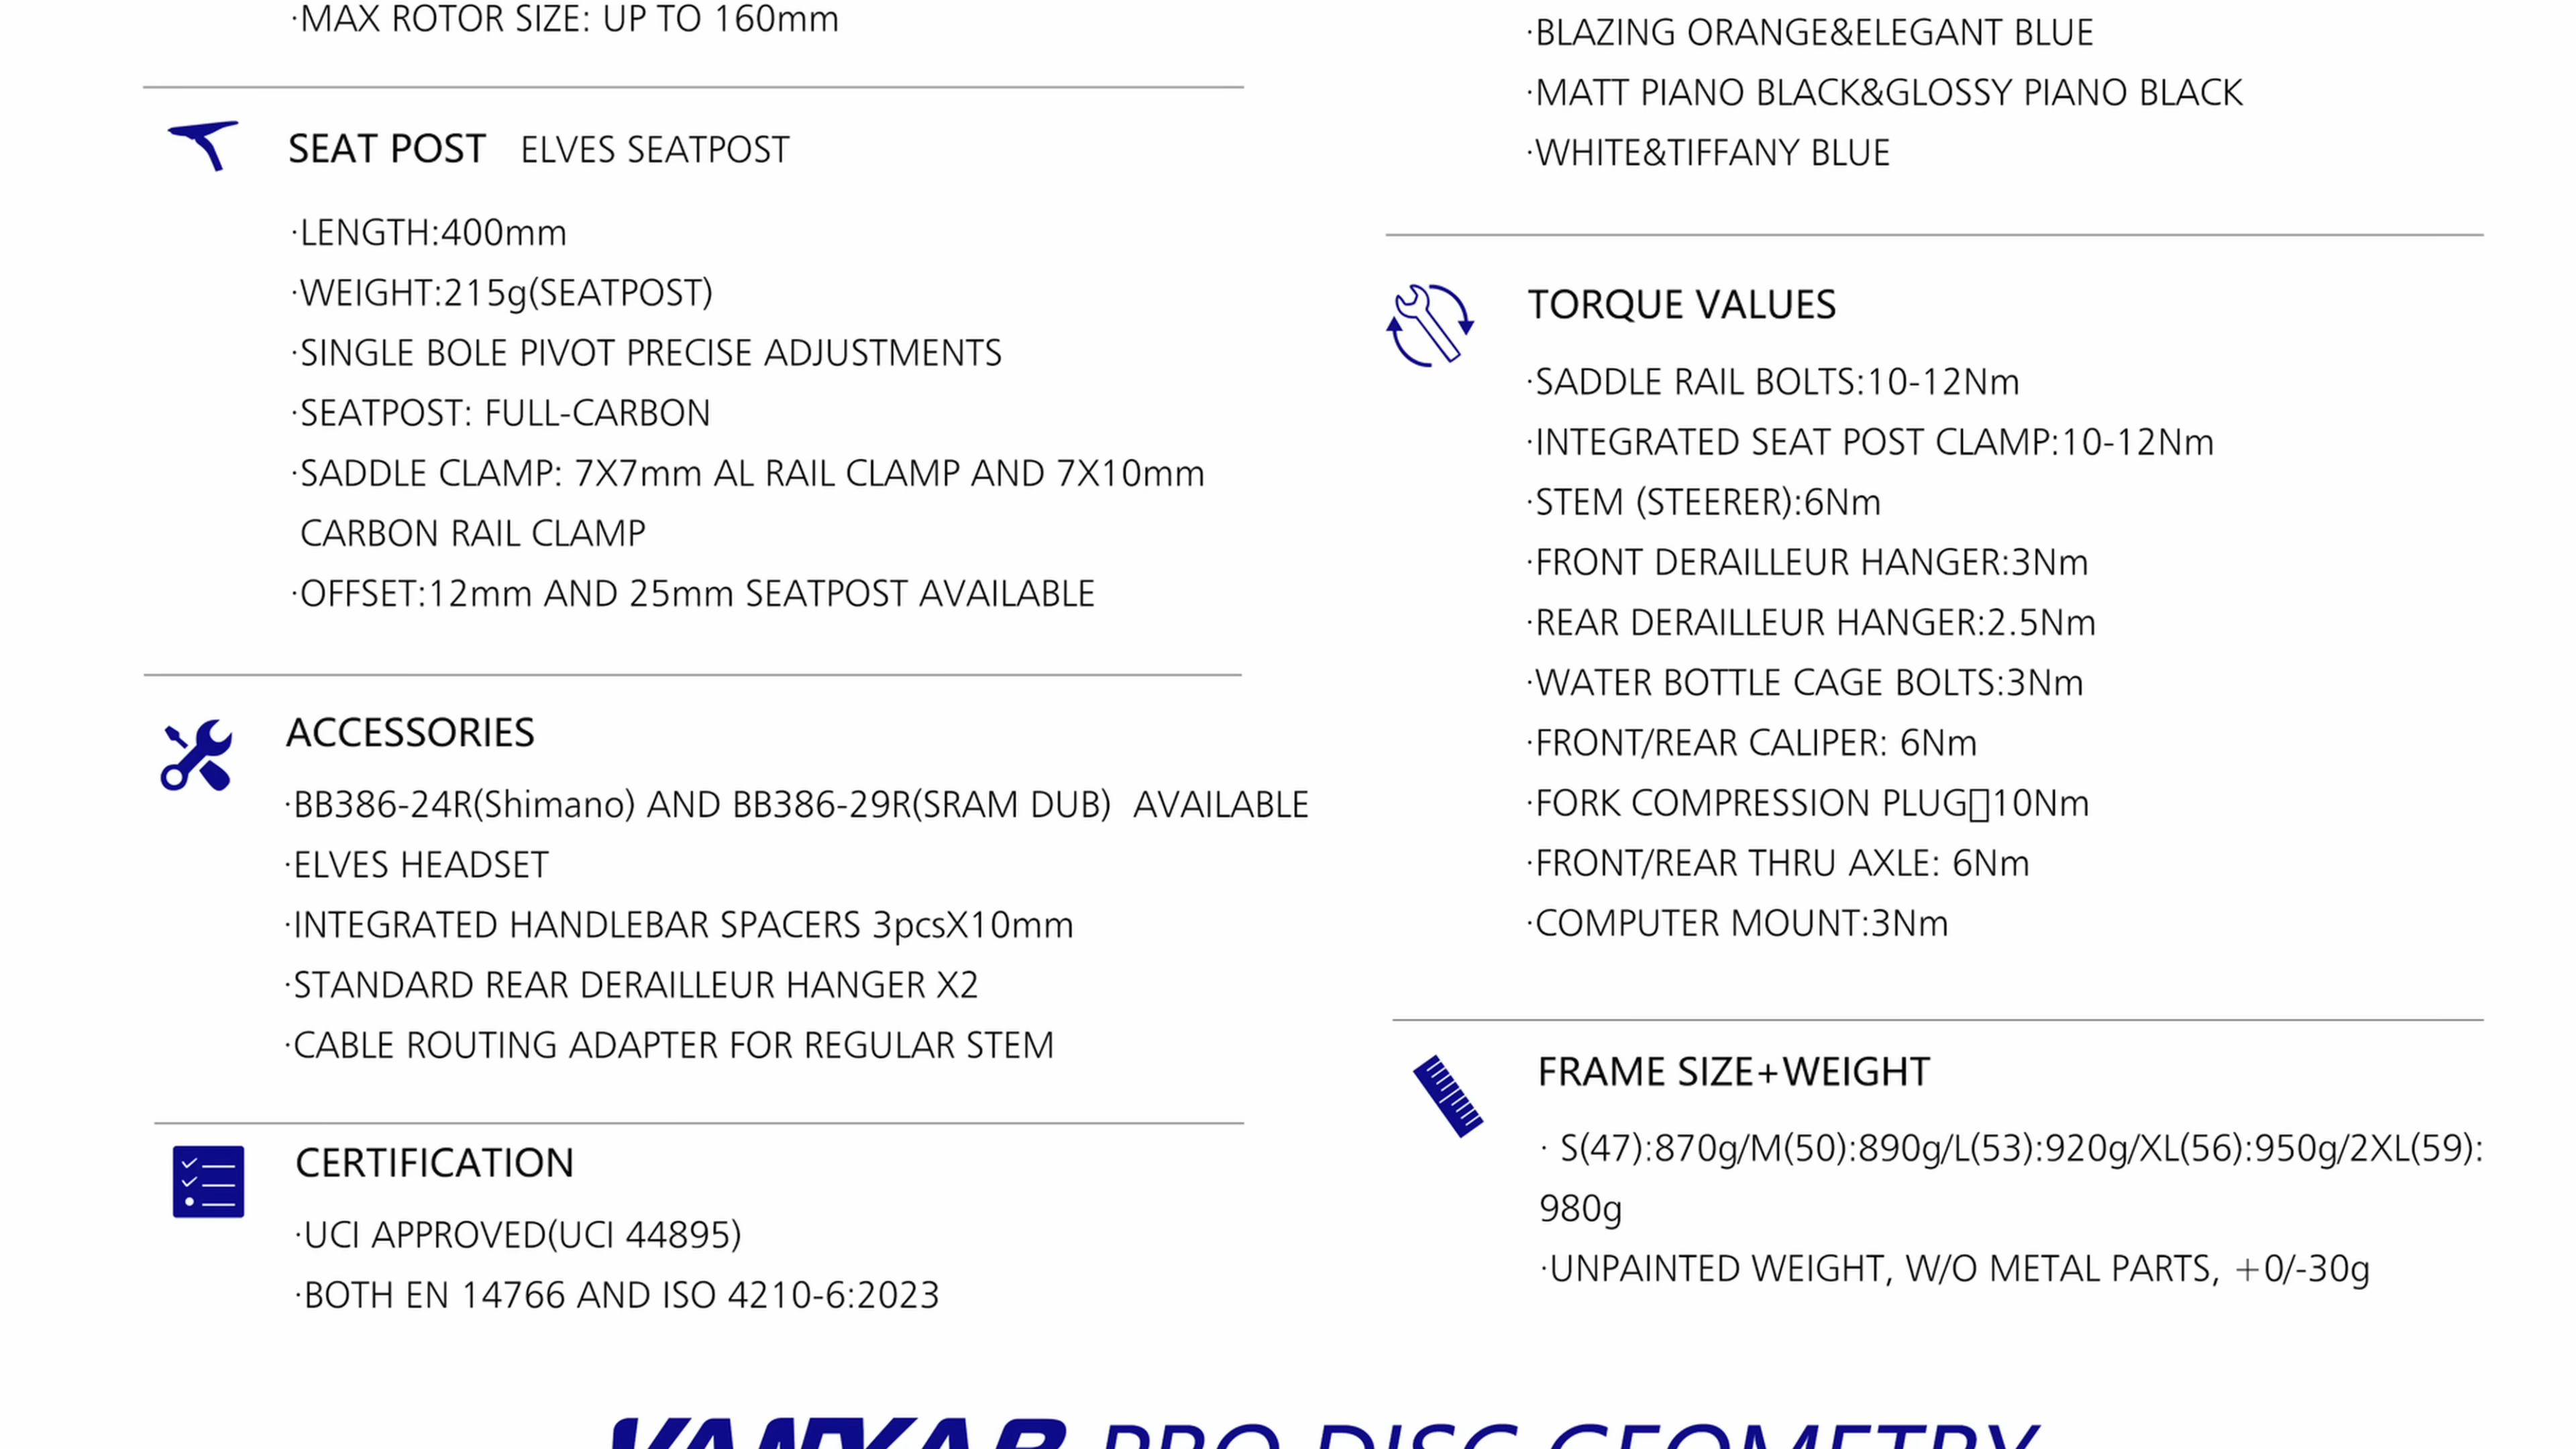 ·MAX ROTOR SIZE: UP TO 160mm
SEAT POST ELVES SEATPOST
·LENGTH:400mm
·WEIGHT:215g(SEATPOST)
·SINGLE BOLE PIVOT PRECISE ADJUSTMENTS
·SEATPOST: FULL-CARBON
·SADDLE CLAMP: 7X7mm AL RAIL CLAMP AND 7X10mm
CARBON RAIL CLAMP
·OFFSET:12mm AND 25mm SEATPOST AVAILABLE
ACCESSORIES
·BB386-24R(Shimano) AND BB386-29R(SRAM DUB) AVAILABLE
·ELVES HEADSET
·INTEGRATED HANDLEBAR SPACERS 3pcsX10mm
·STANDARD REAR DERAILLEUR HANGER X2
·CABLE ROUTING ADAPTER FOR REGULAR STEM
CERTIFICATION
·UCI APPROVED(UCI 44895)
·BOTH EN 14766 AND ISO 4210-6:2023
·BLAZING ORANGE&ELEGANT BLUE
·MATT PIANO BLACK&GLOSSY PIANO BLACK
·WHITE&TIFFANY BLUE
TORQUE VALUES
·SADDLE RAIL BOLTS:10-12Nm
·INTEGRATED SEAT POST CLAMP:10-12Nm
·STEM (STEERER):6Nm
·FRONT DERAILLEUR HANGER:3Nm
·REAR DERAILLEUR HANGER:2.5Nm
·WATER BOTTLE CAGE BOLTS:3Nm
·FRONT/REAR CALIPER: 6Nm
·FORK COMPRESSION PLUG▯10Nm
·FRONT/REAR THRU AXLE: 6Nm
·COMPUTER MOUNT:3Nm
FRAME SIZE+WEIGHT
· S(47):870g/M(50):890g/L(53):920g/XL(56):950g/2XL(59):
980g
·UNPAINTED WEIGHT, W/O METAL PARTS, +0/-30g
PRO DISC GEOMETRY